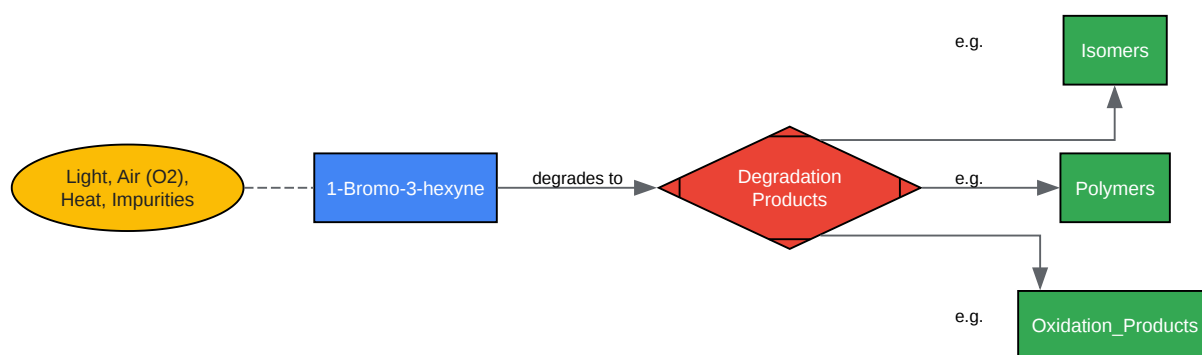 e.g.
Isomers
Light, Air (O2),
Heat, Impurities
1-Bromo-3-hexyne
degrades to
Degradation
Products
e.g.
Polymers
e.g.
Oxidation_Products